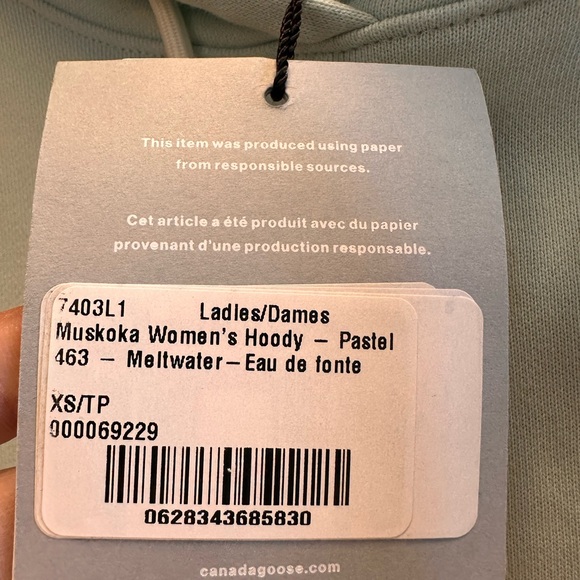 This item was produced using paper
from responsible sources.
Cet article a été produit avec du papier
provenant d'une production responsable.
7403L1 Ladies/Dames
Muskoka Women's Hoody – Pastel
463 – Meltwater–Eau de fonte
XS/TP
000069229
0628343685830
canadagoose.com